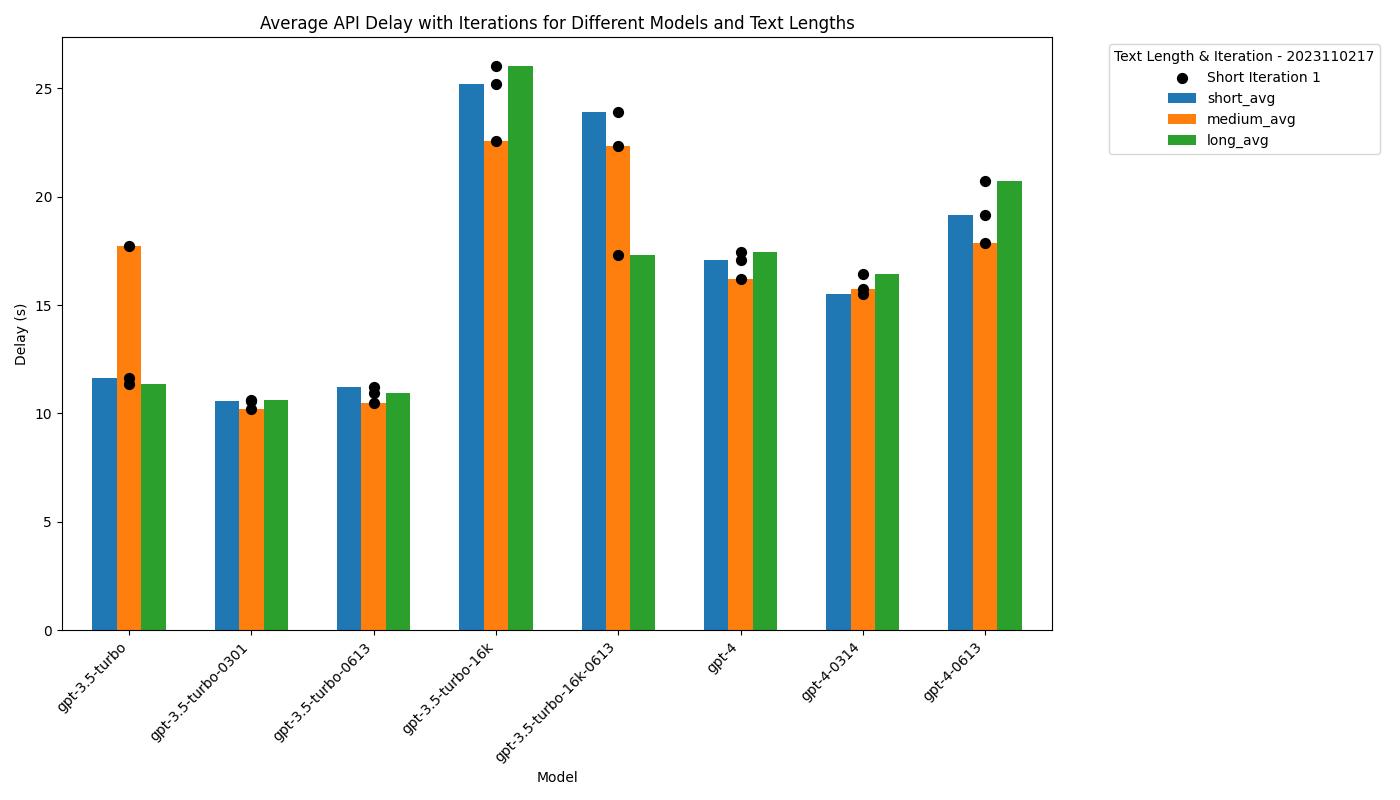 Average API Delay with Iterations for Different Models and Text Lengths
Text Length & Iteration - 2023110217
Short Iteration 1
short_avg
medium_avg
long_avg
Delay (s)
25
20
15
10
5
0
gpt-3.5-turbo
gpt-3.5-turbo-0301
gpt-3.5-turbo-0613
gpt-3.5-turbo-16k
gpt-3.5-turbo-16k-0613
gpt-4
gpt-4-0314
gpt-4-0613
Model